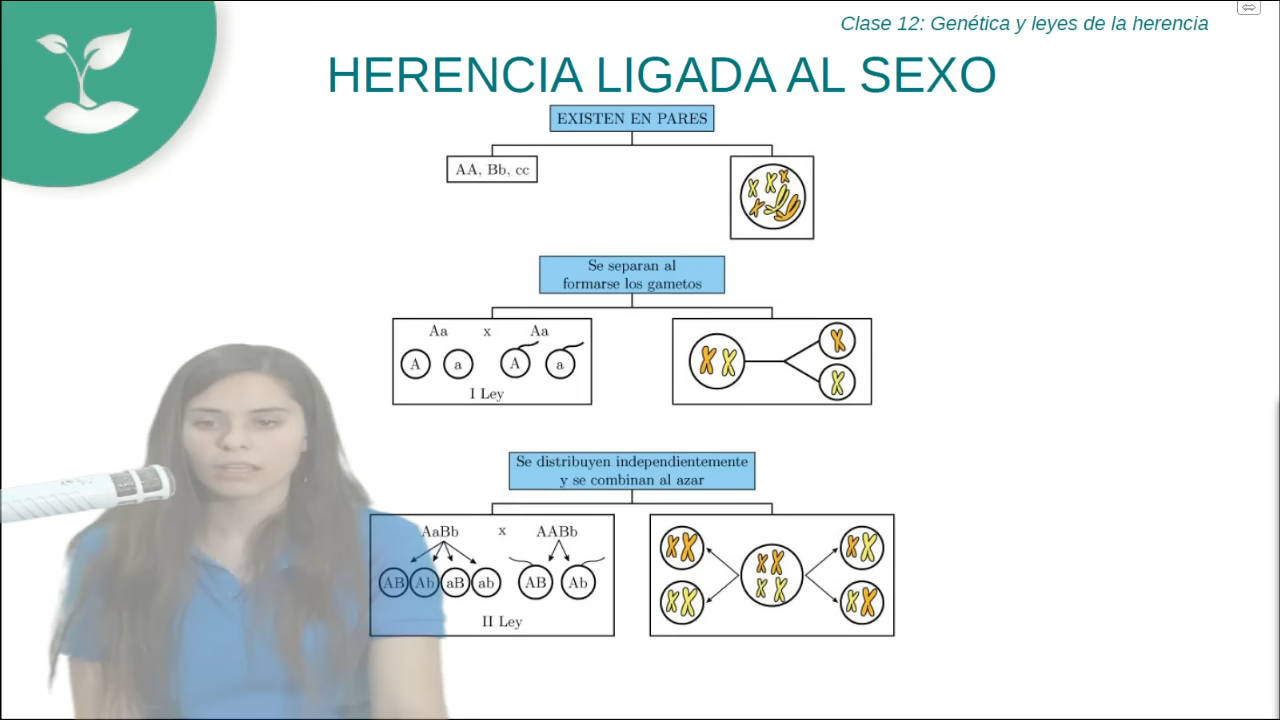 Clase 12: Genética y leyes de la herencia
HERENCIA LIGADA AL SEXO
EXISTEN EN PARES
AA, Bb, cc
Se separan al
formarse los gametos
Aa x Aa
A a A a
I Ley
Se distribuyen independientemente
y se combinan al azar
AaBb x AABb
AB Ab aB ab AB Ab
II Ley